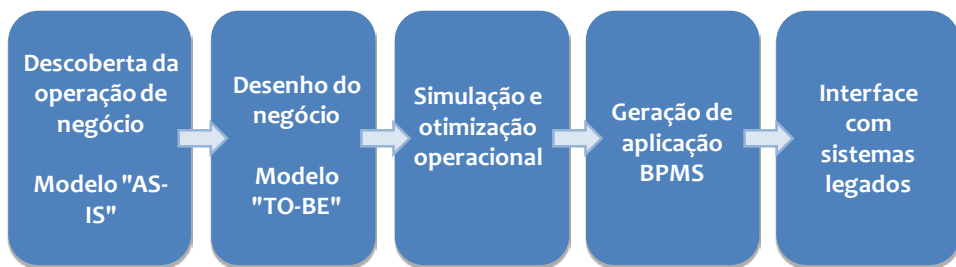 Descoberta da
operação de
negócio
Modelo "AS-
IS"
Desenho do
negócio
Modelo
"TO-BE"
Simulação e
otimização
operacional
Geração de
aplicação
BPMS
Interface
com
sistemas
legados